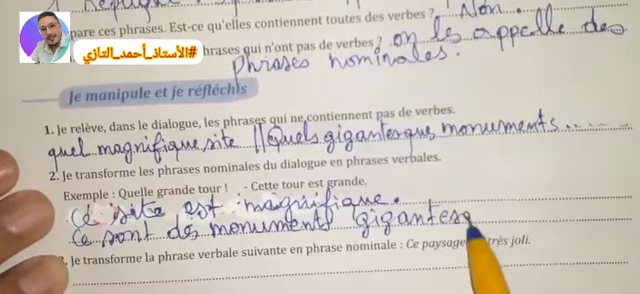 pare ces phrases. Est-ce qu'elles contiennent toutes des verbes ? Non.
#الأستاذ_أحمد_التازي
hrases qui n'ont pas de verbes ? on les appelle des
phrases nominales.
Je manipule et je réfléchis
1. Je relève, dans le dialogue, les phrases qui ne contiennent pas de verbes.
quel magnifique site || Quels gigantesques monuments
2. Je transforme les phrases nominales du dialogue en phrases verbales.
Exemple : Quelle grande tour ! - Cette tour est grande.
Ce site est magnifique.
Ce sont des monuments gigantesq
Je transforme la phrase verbale suivante en phrase nominale : Ce paysage très joli.